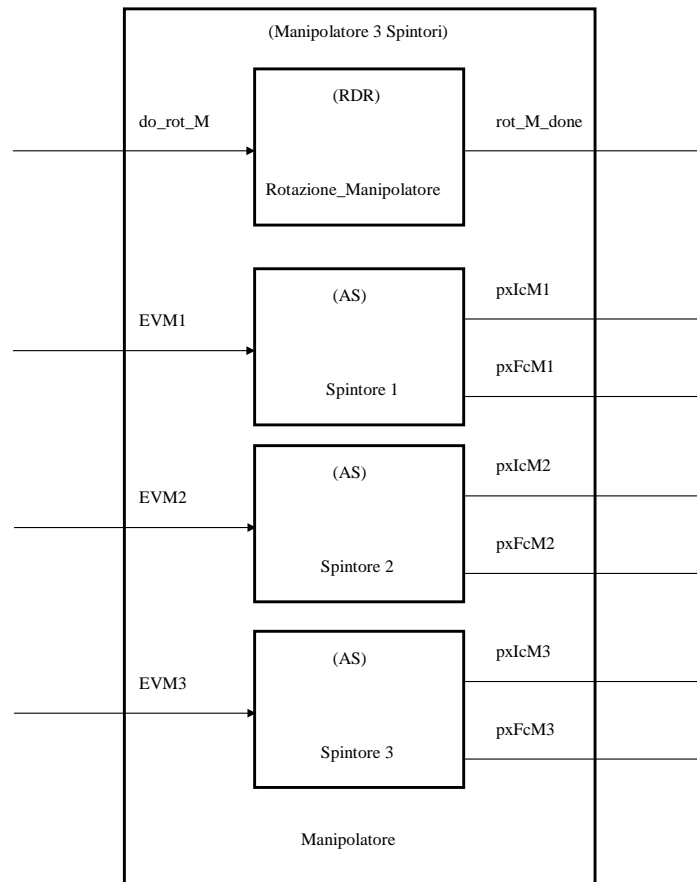 (Manipolatore 3 Spintori)
(RDR)
do_rot_M
rot_M_done
Rotazione_Manipolatore
(AS)
pxIcM1
EVM1
pxFcM1
Spintore 1
(AS)
pxIcM2
EVM2
pxFcM2
Spintore 2
(AS)
pxIcM3
EVM3
pxFcM3
Spintore 3
Manipolatore